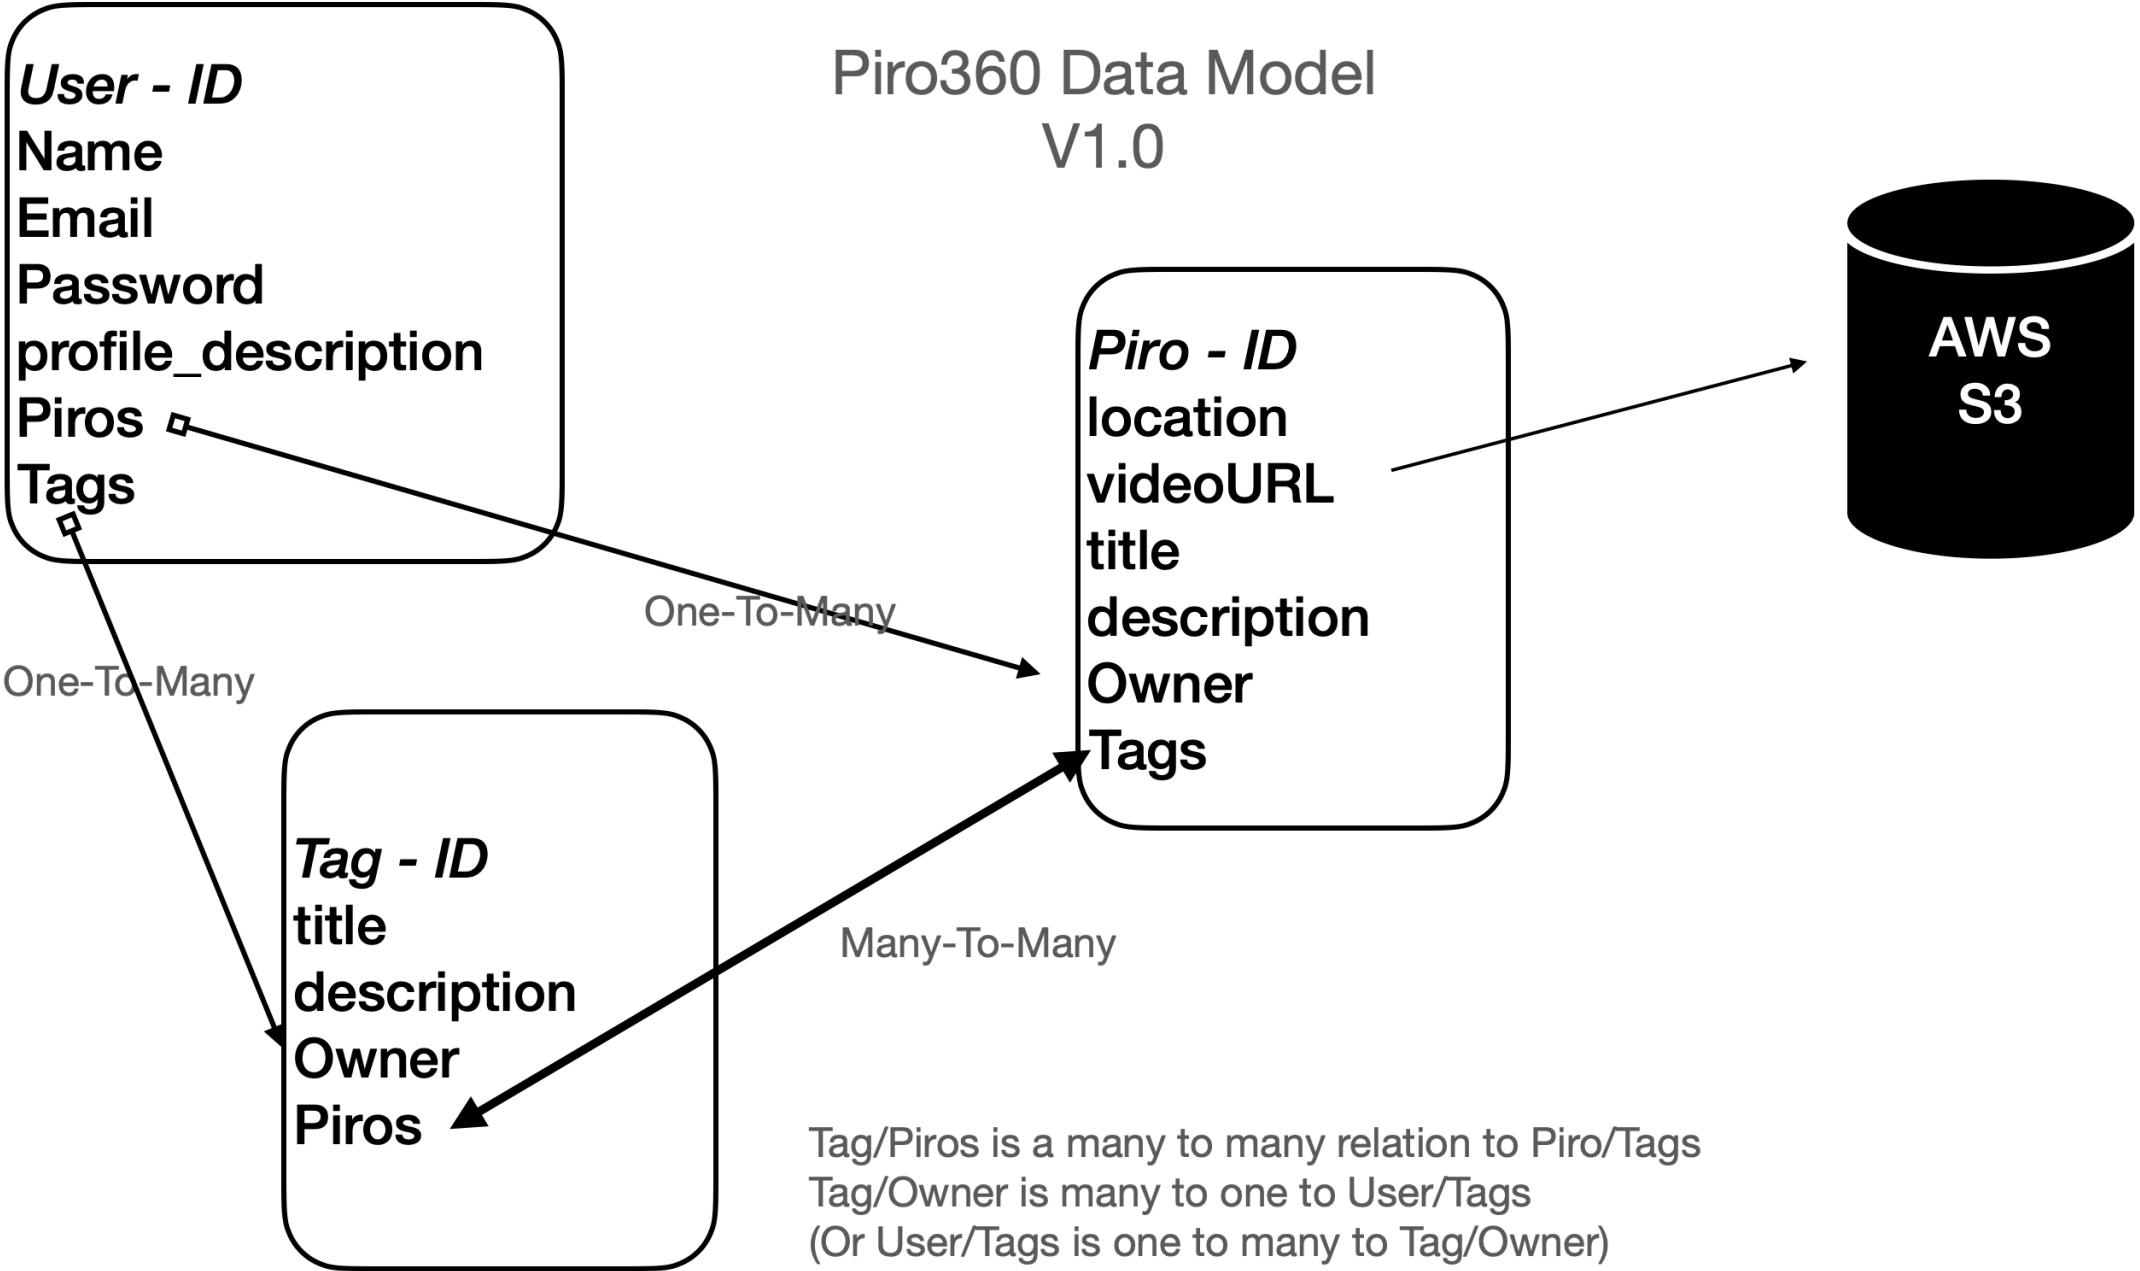 Piro360 Data Model
V1.0
User - ID
Name
Email
Password
profile_description
Piros
Tags
Piro - ID
location
videoURL
title
description
Owner
Tags
AWS
S3
One-To-Many
One-To-Many
Tag - ID
title
description
Owner
Piros
Many-To-Many
Tag/Piros is a many to many relation to Piro/Tags
Tag/Owner is many to one to User/Tags
(Or User/Tags is one to many to Tag/Owner)